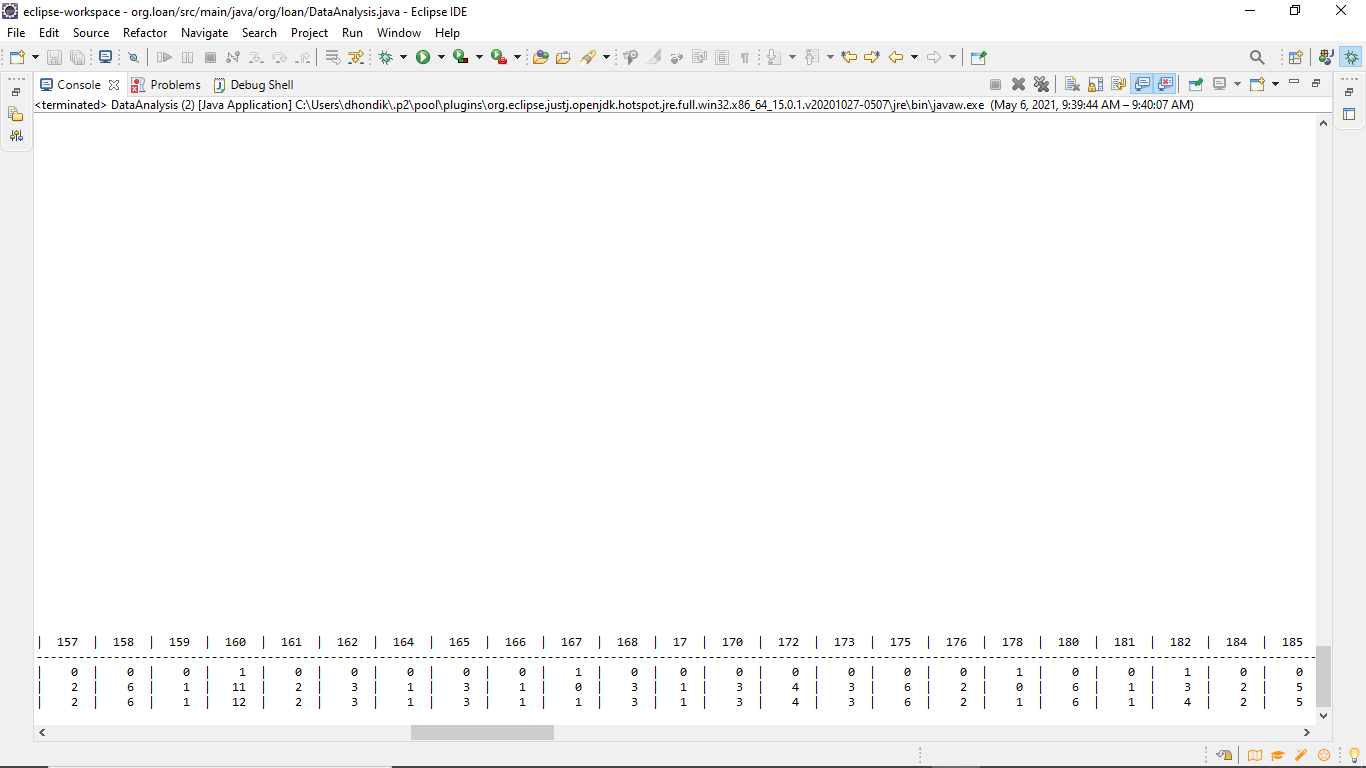 eclipse-workspace - org.loan/src/main/java/org/loan/DataAnalysis.java - Eclipse IDE
File Edit Source Refactor Navigate Search Project Run Window Help
Console Problems Debug Shell
<terminated> DataAnalysis (2) [Java Application] C:\Users\dhondik\.p2\pool\plugins\org.eclipse.justj.openjdk.hotspot.jre.full.win32.x86_64_15.0.1.v20201027-0507\jre\bin\javaw.exe (May 6, 2021, 9:39:44 AM – 9:40:07 AM)
| 157 | 158 | 159 | 160 | 161 | 162 | 164 | 165 | 166 | 167 | 168 | 17 | 170 | 172 | 173 | 175 | 176 | 178 | 180 | 181 | 182 | 184 | 185
| 0 | 0 | 0 | 1 | 0 | 0 | 0 | 0 | 0 | 1 | 0 | 0 | 0 | 0 | 0 | 0 | 0 | 1 | 0 | 0 | 1 | 0 | 0
| 2 | 6 | 1 | 11 | 2 | 3 | 1 | 3 | 1 | 0 | 3 | 1 | 3 | 4 | 3 | 6 | 2 | 0 | 6 | 1 | 3 | 2 | 5
| 2 | 6 | 1 | 12 | 2 | 3 | 1 | 3 | 1 | 1 | 3 | 1 | 3 | 4 | 3 | 6 | 2 | 1 | 6 | 1 | 4 | 2 | 5